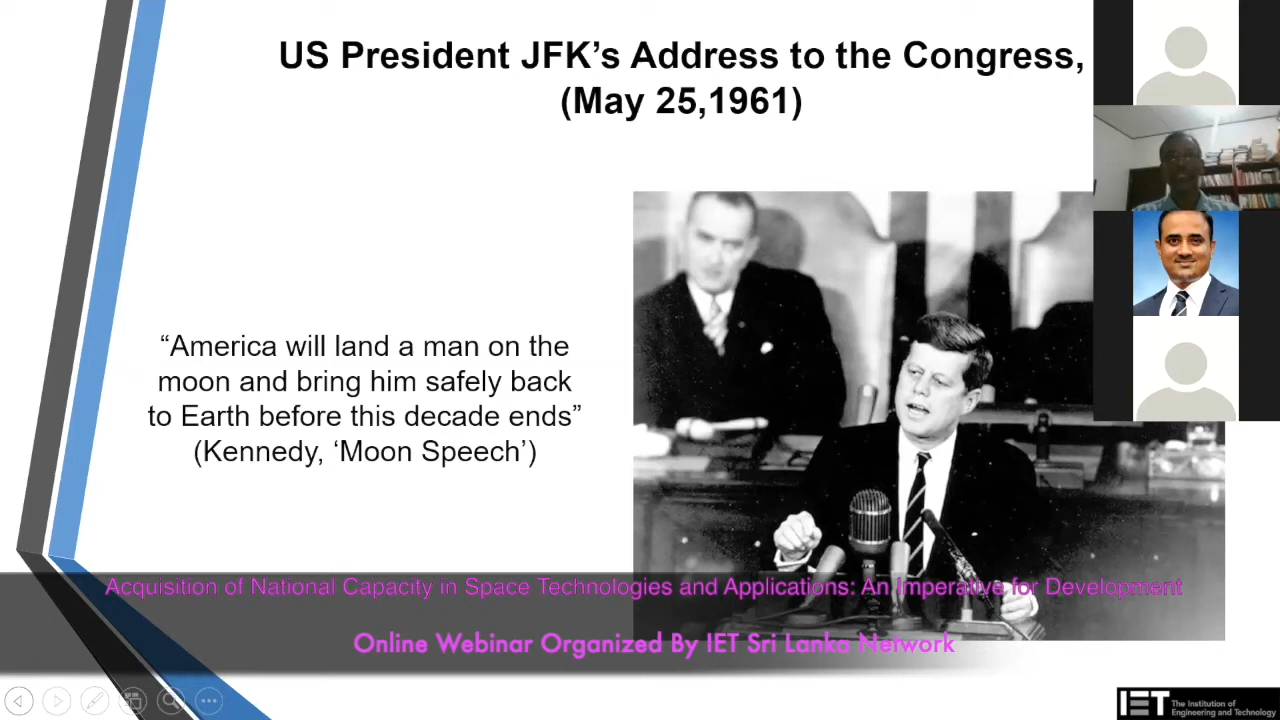 US President JFK’s Address to the Congress,
(May 25,1961)
“America will land a man on the
moon and bring him safely back
to Earth before this decade ends”
(Kennedy, ‘Moon Speech’)
Acquisition of National Capacity in Space Technologies and Applications: An Imperative for Development
Online Webinar Organized By IET Sri Lanka Network
IET The Institution of
Engineering and Technology